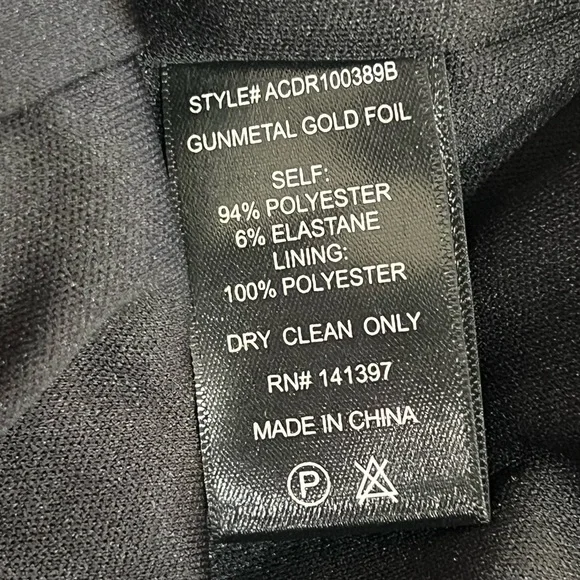 STYLE# ACDR100389B
GUNMETAL GOLD FOIL
SELF:
94% POLYESTER
6% ELASTANE
LINING:
100% POLYESTER
DRY CLEAN ONLY
RN# 141397
MADE IN CHINA
P